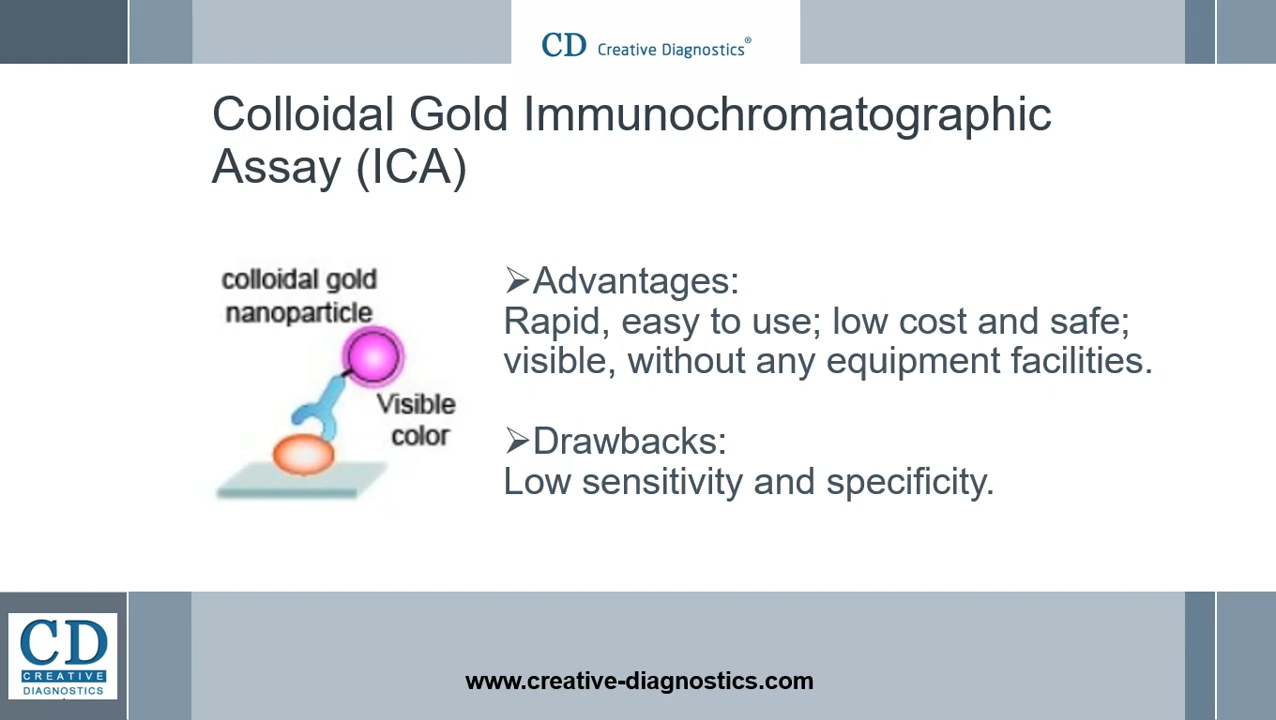 CD Creative Diagnostics®
Colloidal Gold Immunochromatographic
Assay (ICA)
colloidal gold
nanoparticle
Visible
color
➢Advantages:
Rapid, easy to use; low cost and safe;
visible, without any equipment facilities.
➢Drawbacks:
Low sensitivity and specificity.
CD
CREATIVE
DIAGNOSTICS
www.creative-diagnostics.com